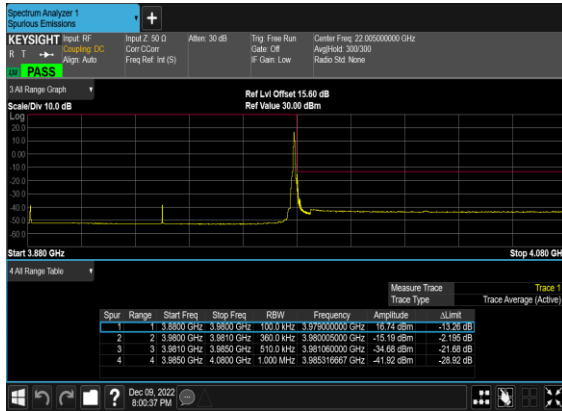 Spectrum Analyzer 1
Spurious Emissions
KEYSIGHT Input: RF Input Z: 50 Ω Atten: 30 dB Trig: Free Run Center Freq: 22.005000000 GHz
R T Coupling: DC Corr CCorr Gate: Off Avg|Hold: 300/300
Align: Auto Freq Ref: Int (S) IF Gain: Low Radio Std: None
PASS
3 All Range Graph
Ref Lvl Offset 15.60 dB
Scale/Div 10.0 dB Ref Value 30.00 dBm
Log
20.0
10.0
0.00
-10.0
-20.0
-30.0
-40.0
-50.0
-60.0
Start 3.880 GHz Stop 4.080 GH
4 All Range Table
Measure Trace Trace 1
Trace Type Trace Average (Active)
Spur Range Start Freq Stop Freq RBW Frequency Amplitude ΔLimit
1 1 3.8800 GHz 3.9800 GHz 100.0 kHz 3.979000000 GHz 16.74 dBm -13.26 dB
2 2 3.9800 GHz 3.9810 GHz 360.0 kHz 3.980005000 GHz -15.19 dBm -2.195 dB
3 3 3.9810 GHz 3.9850 GHz 510.0 kHz 3.981060000 GHz -34.68 dBm -21.68 dB
4 4 3.9850 GHz 4.0800 GHz 1.000 MHz 3.985316667 GHz -41.92 dBm -28.92 dB
? Dec 09, 2022
8:00:37 PM